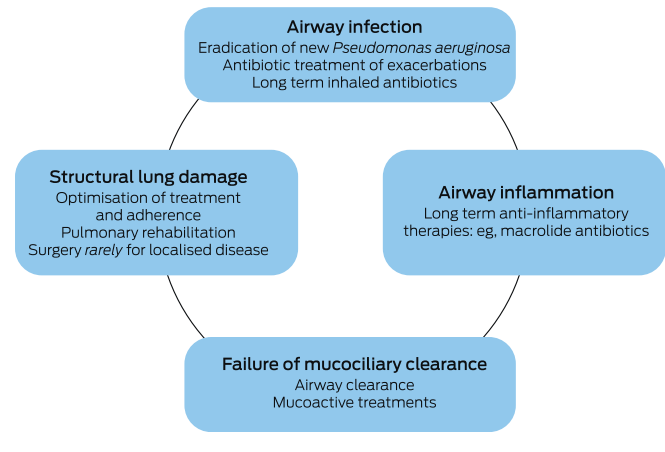 Airway infection
Eradication of new Pseudomonas aeruginosa
Antibiotic treatment of exacerbations
Long term inhaled antibiotics
Structural lung damage
Optimisation of treatment
and adherence
Pulmonary rehabilitation
Surgery rarely for localised disease
Airway inflammation
Long term anti-inflammatory
therapies: eg, macrolide antibiotics
Failure of mucociliary clearance
Airway clearance
Mucoactive treatments